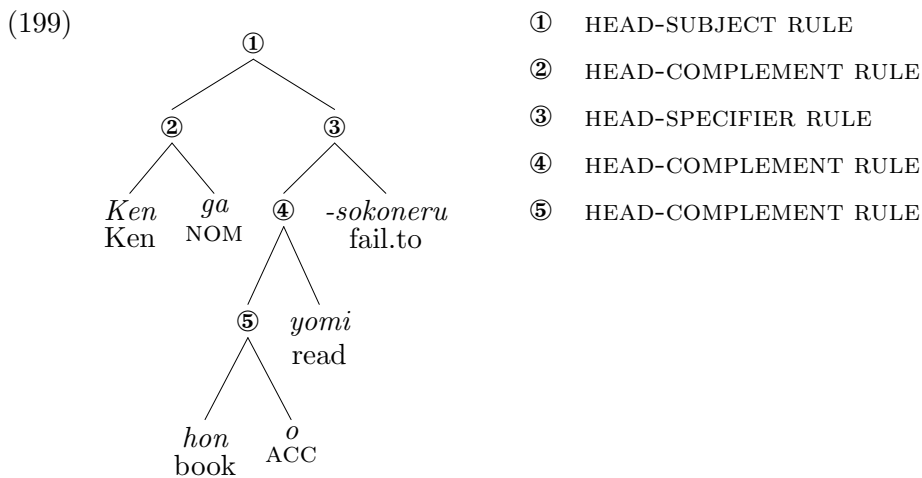 (199)
①
① HEAD-SUBJECT RULE
② HEAD-COMPLEMENT RULE
② ③
③ HEAD-SPECIFIER RULE
④ HEAD-COMPLEMENT RULE
Ken ga ④ -sokoneru
Ken NOM fail.to
⑤ HEAD-COMPLEMENT RULE
⑤ yomi
read
hon o
book ACC